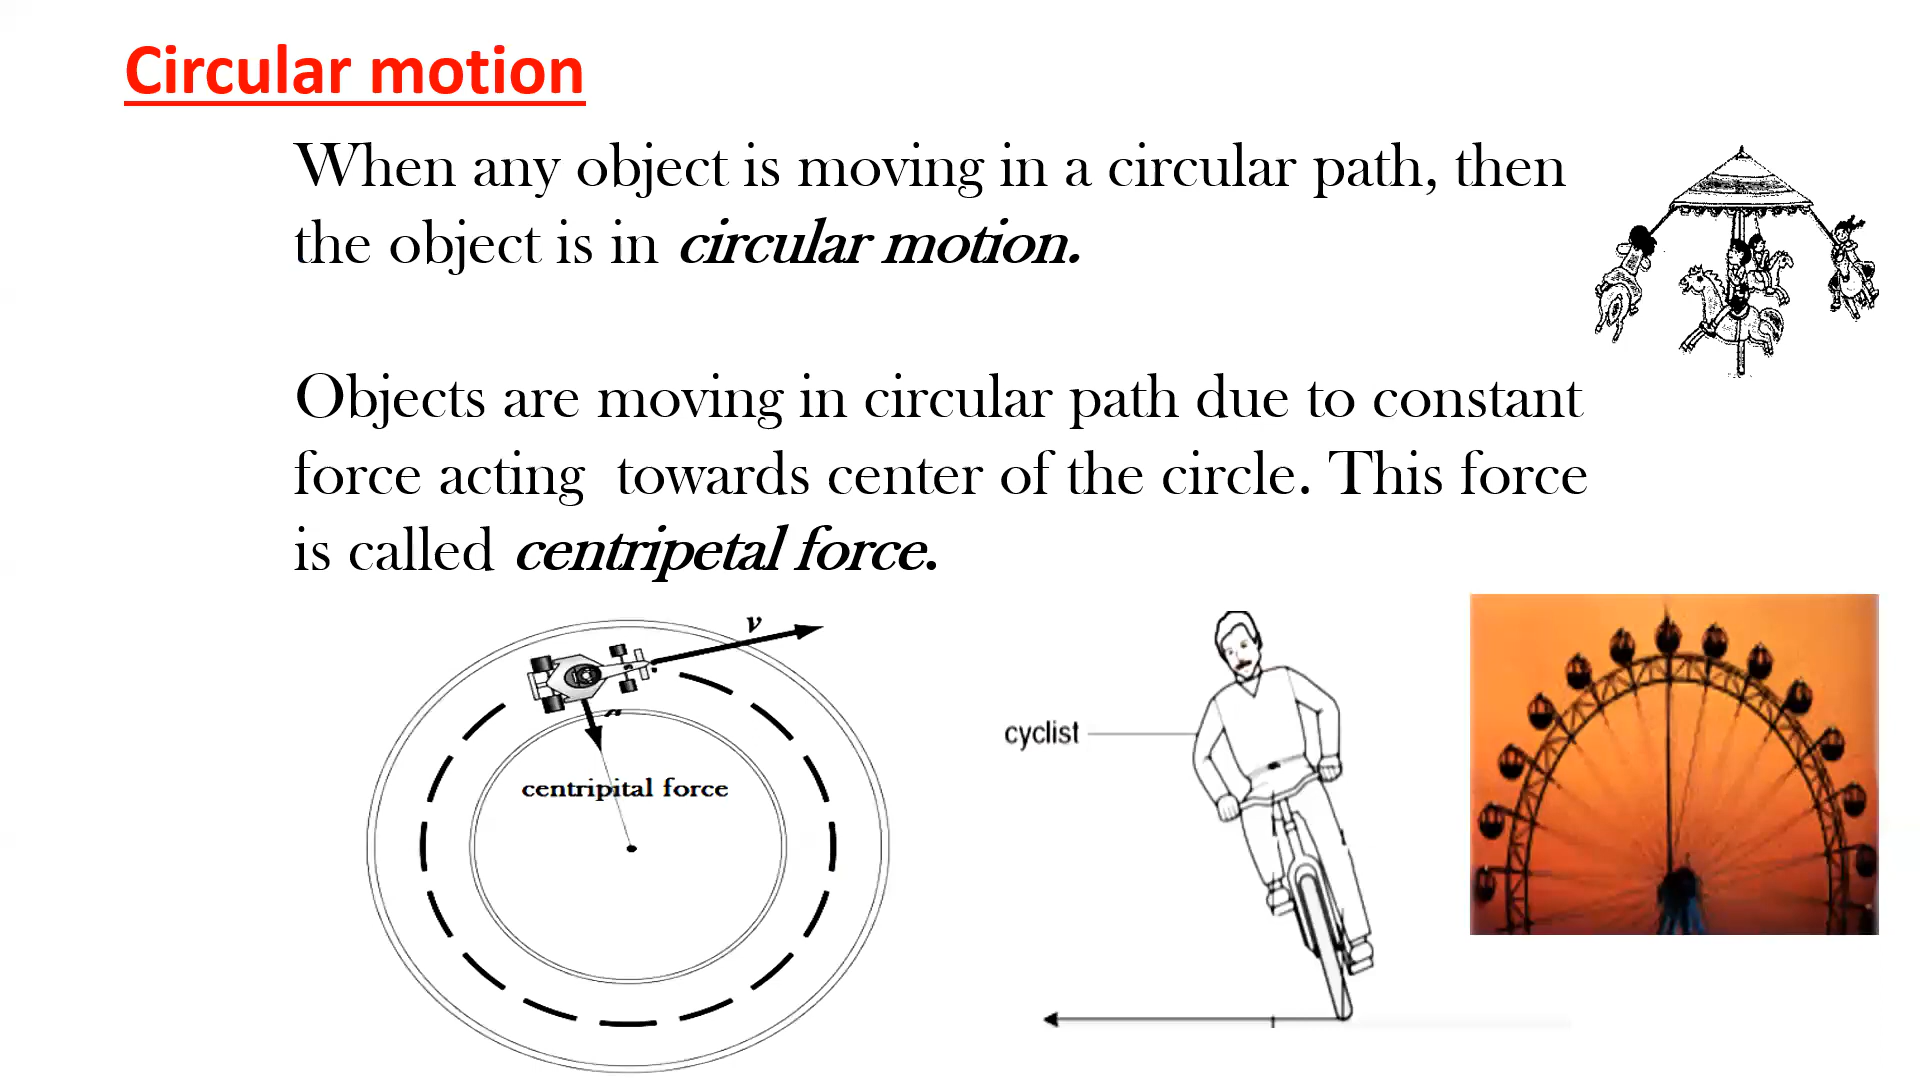 Circular motion
When any object is moving in a circular path, then
the object is in circular motion.
Objects are moving in circular path due to constant
force acting towards center of the circle. This force
is called centripetal force.
v
centripital force
cyclist